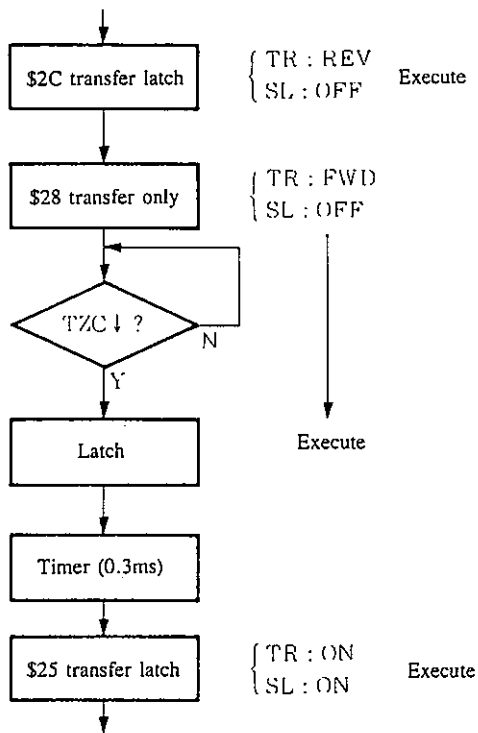 $2C transfer latch
{ TR : REV
SL : OFF
Execute
$28 transfer only
{ TR : FWD
SL : OFF
TZC ↓ ?
N
Y
Latch
Execute
Timer (0.3ms)
$25 transfer latch
{ TR : ON
SL : ON
Execute